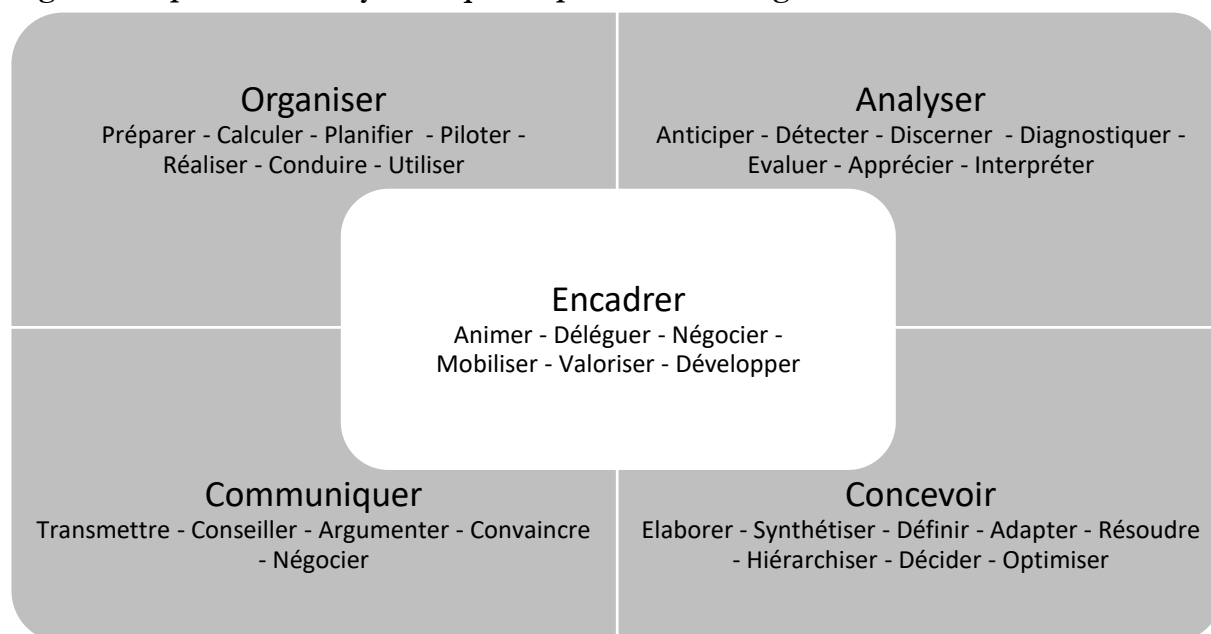 Organiser
Préparer - Calculer - Planifier  - Piloter -
Réaliser - Conduire - Utiliser
Analyser
Anticiper - Détecter - Discerner  - Diagnostiquer -
Evaluer - Apprécier - Interpréter
Encadrer
Animer - Déléguer - Négocier -
Mobiliser - Valoriser - Développer
Communiquer
Transmettre - Conseiller - Argumenter - Convaincre
- Négocier
Concevoir
Elaborer - Synthétiser - Définir - Adapter - Résoudre
- Hiérarchiser - Décider - Optimiser